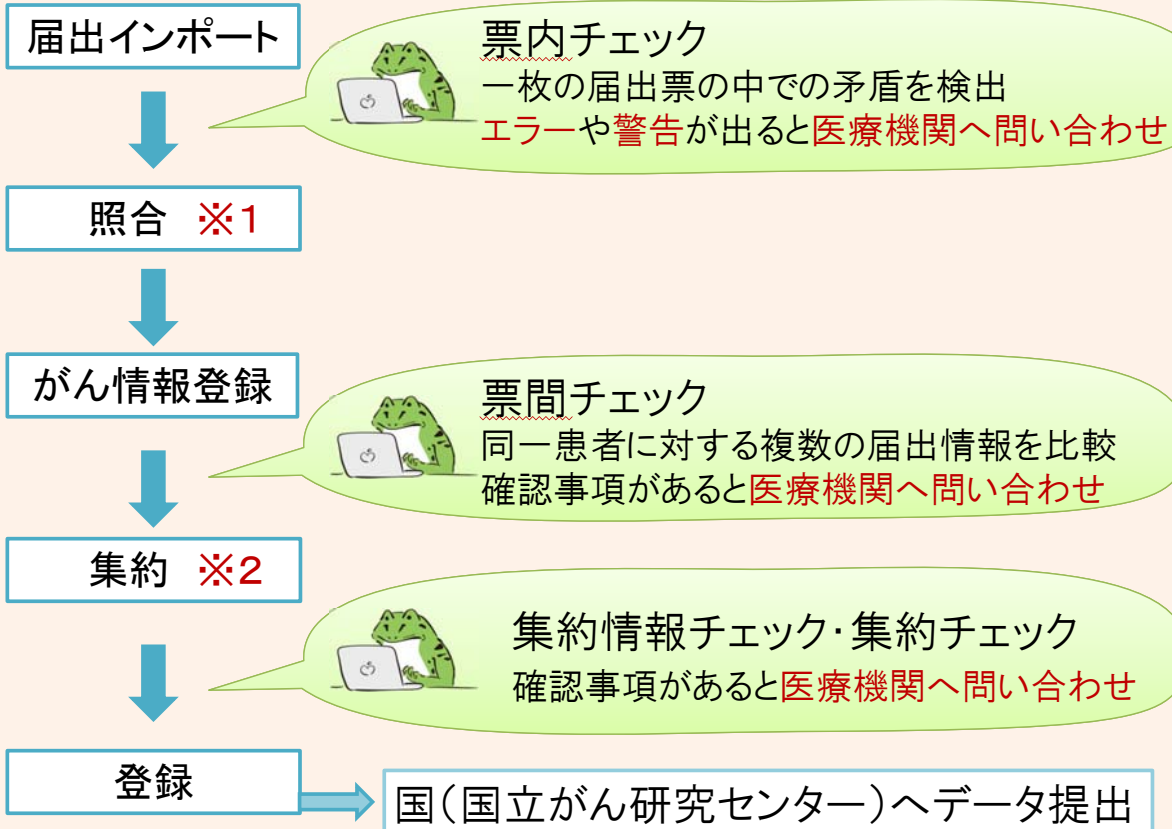 届出インポート
票内チェック
一枚の届出票の中での矛盾を検出
エラーや警告が出ると医療機関へ問い合わせ
照合 ※1
がん情報登録
票間チェック
同一患者に対する複数の届出情報を比較
確認事項があると医療機関へ問い合わせ
集約 ※2
集約情報チェック・集約チェック
確認事項があると医療機関へ問い合わせ
登録
国(国立がん研究センター)へデータ提出